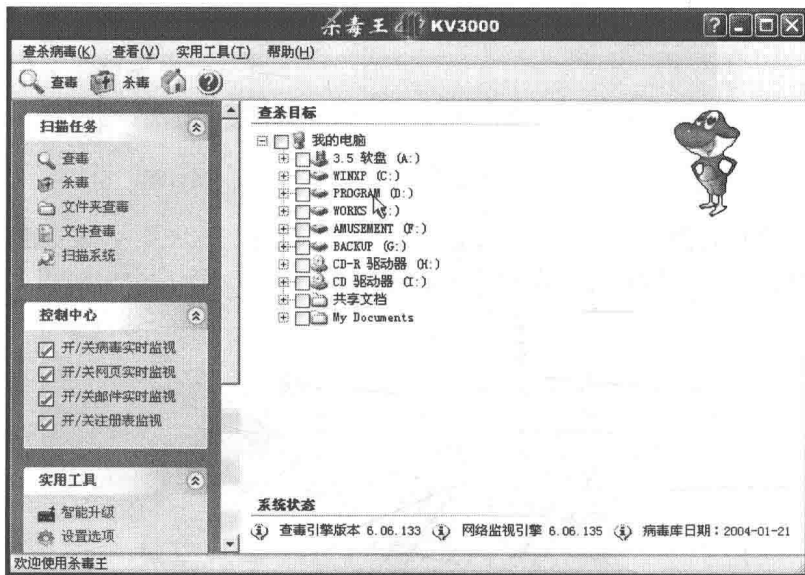 杀毒王 KV3000
查杀病毒(K) 查看(V) 实用工具(T) 帮助(H)
查毒 杀毒
扫描任务
查毒
杀毒
文件夹查毒
文件查毒
扫描系统
控制中心
开/关病毒实时监视
开/关网页实时监视
开/关邮件实时监视
开/关注册表监视
实用工具
智能升级
设置选项
查杀目标
我的电脑
3.5 软盘 (A:)
WINXP (C:)
PROGRAM (D:)
WORKS :)
AMUSEMENT (F:)
BACKUP (G:)
CD-R 驱动器 (H:)
CD 驱动器 (I:)
共享文档
My Documents
系统状态
查毒引擎版本 6.06.133 网络监视引擎 6.06.135 病毒库日期：2004-01-21
欢迎使用杀毒王